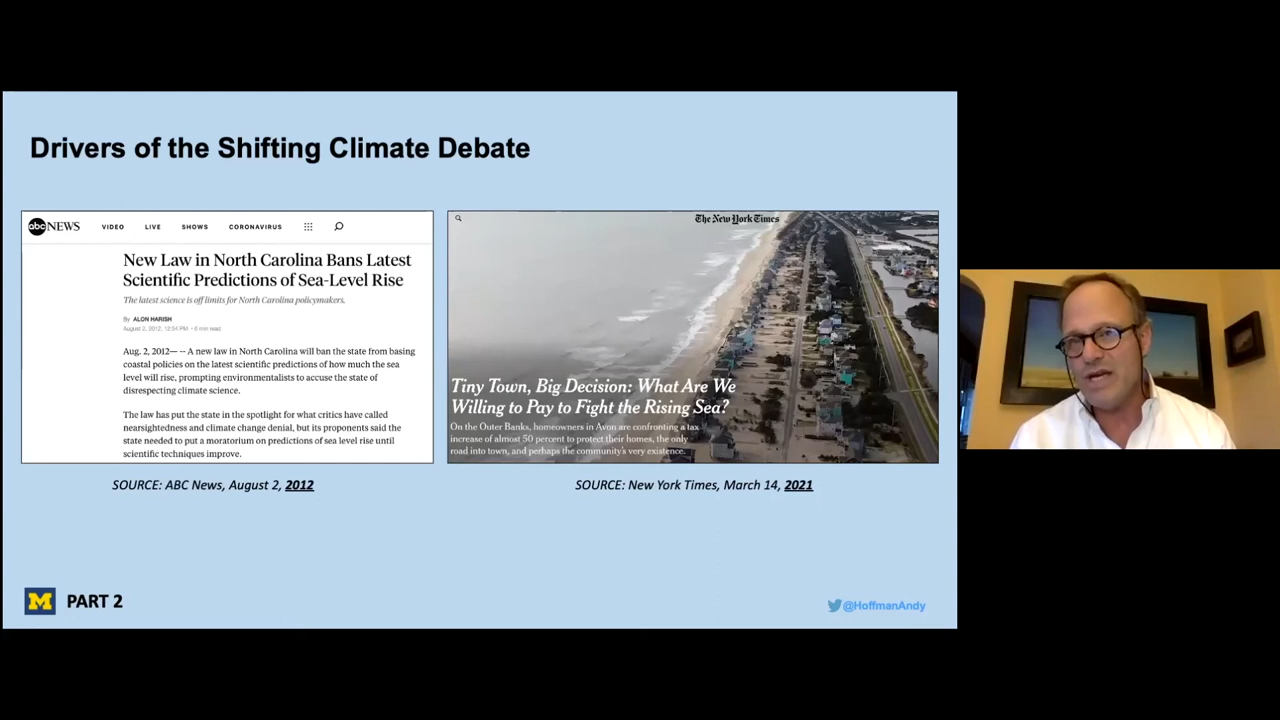 Drivers of the Shifting Climate Debate
abc NEWS VIDEO LIVE SHOWS CORONAVIRUS
New Law in North Carolina Bans Latest
Scientific Predictions of Sea-Level Rise
The latest science is off limits for North Carolina policymakers.
By ALON HARISH
August 2, 2012, 12:54 PM • 6 min read
Aug. 2, 2012— -- A new law in North Carolina will ban the state from basing
coastal policies on the latest scientific predictions of how much the sea
level will rise, prompting environmentalists to accuse the state of
disrespecting climate science.
The law has put the state in the spotlight for what critics have called
nearsightedness and climate change denial, but its proponents said the
state needed to put a moratorium on predictions of sea level rise until
scientific techniques improve.
SOURCE: ABC News, August 2, 2012
The New York Times
Tiny Town, Big Decision: What Are We
Willing to Pay to Fight the Rising Sea?
On the Outer Banks, homeowners in Avon are confronting a tax
increase of almost 50 percent to protect their homes, the only
road into town, and perhaps the community's very existence.
SOURCE: New York Times, March 14, 2021
M PART 2
@HoffmanAndy